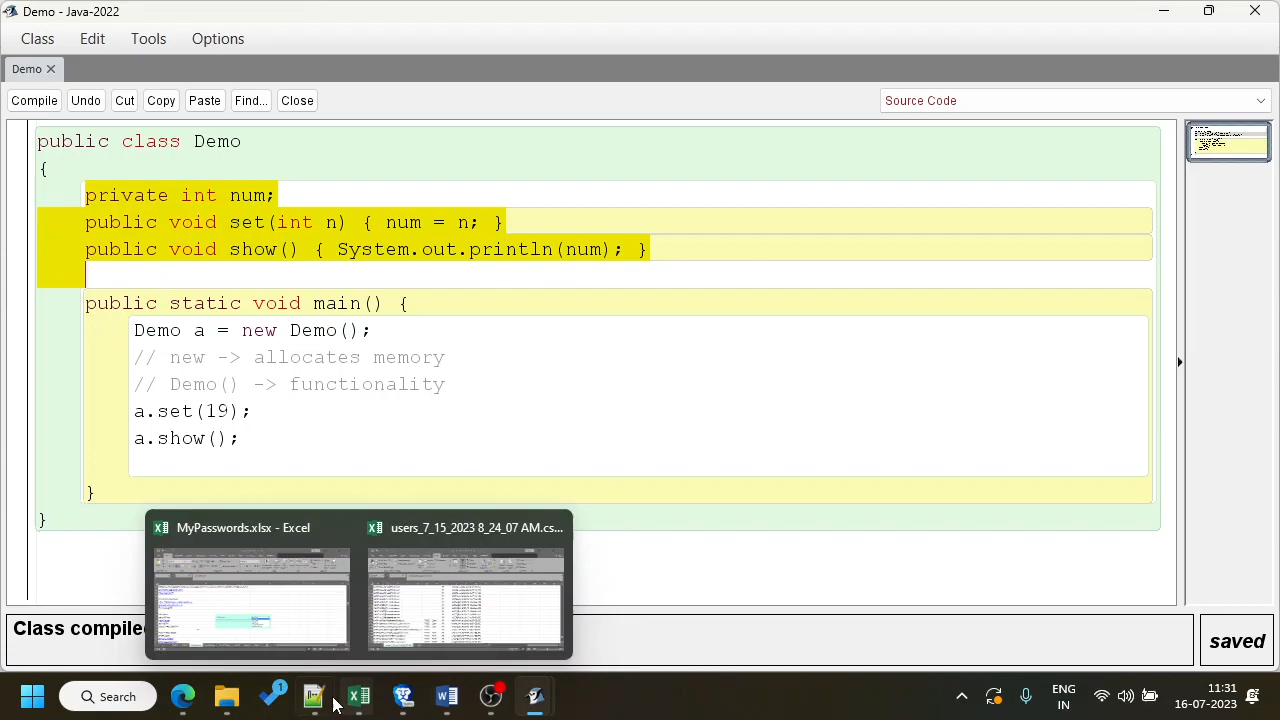 Demo - Java-2022
Class Edit Tools Options
Demo
Compile Undo Cut Copy Paste Find... Close Source Code
public class Demo
{
private int num;
public void set(int n) { num = n; }
public void show() { System.out.println(num); }
public static void main() {
Demo a = new Demo();
// new -> allocates memory
// Demo() -> functionality
a.set(19);
a.show();
}
}
MyPasswords.xlsx - Excel users_7_15_2023 8_24_07 AM.cs...
Class compiled
saved
Search 1 ENG IN 11:31 16-07-2023